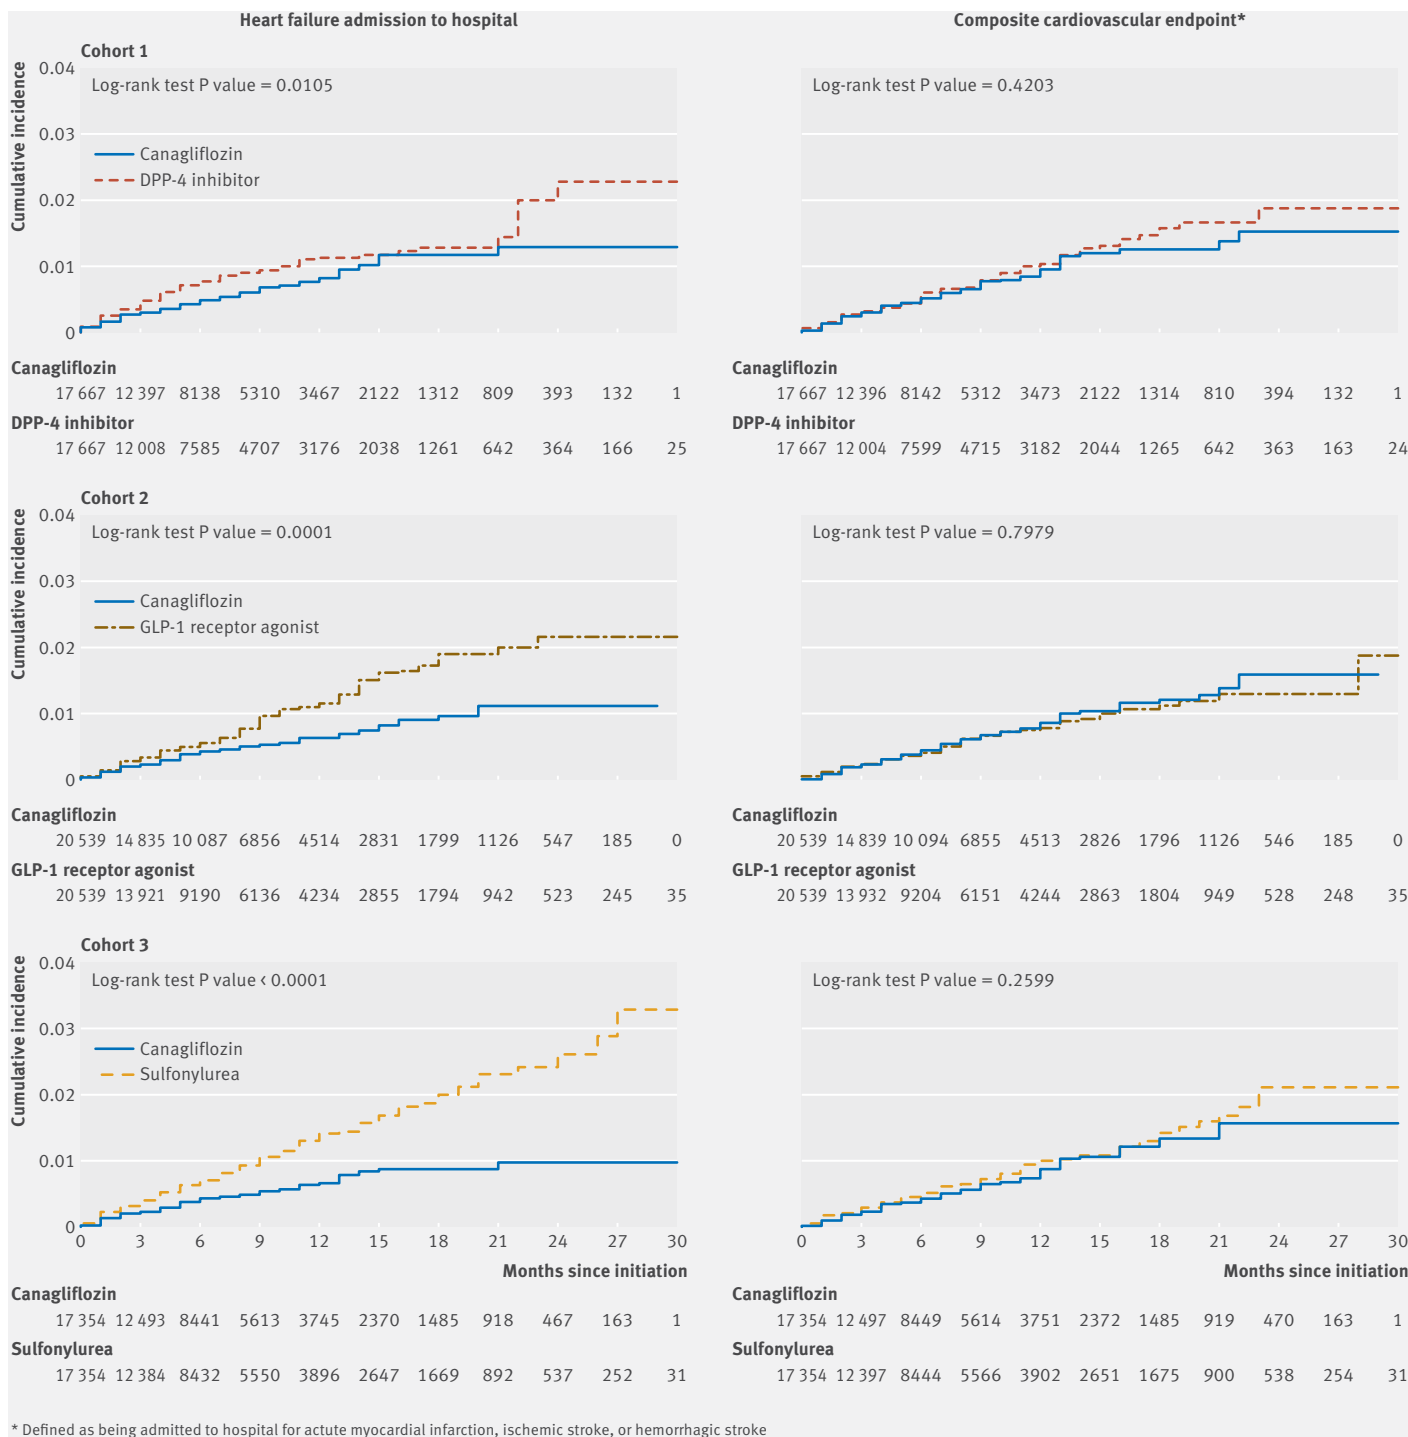 Heart failure admission to hospital
Composite cardiovascular endpoint*
Cohort 1
Cumulative incidence
0.04
0.03
0.02
0.01
0
Log-rank test P value = 0.0105
Canagliflozin
DPP-4 inhibitor
Log-rank test P value = 0.4203
Canagliflozin
17 667 12 397 8138 5310 3467 2122 1312 809 393 132 1
DPP-4 inhibitor
17 667 12 008 7585 4707 3176 2038 1261 642 364 166 25
Canagliflozin
17 667 12 396 8142 5312 3473 2122 1314 810 394 132 1
DPP-4 inhibitor
17 667 12 004 7599 4715 3182 2044 1265 642 363 163 24
Cohort 2
Cumulative incidence
0.04
0.03
0.02
0.01
0
Log-rank test P value = 0.0001
Canagliflozin
GLP-1 receptor agonist
Log-rank test P value = 0.7979
Canagliflozin
20 539 14 835 10 087 6856 4514 2831 1799 1126 547 185 0
GLP-1 receptor agonist
20 539 13 921 9190 6136 4234 2855 1794 942 523 245 35
Canagliflozin
20 539 14 839 10 094 6855 4513 2826 1796 1126 546 185 0
GLP-1 receptor agonist
20 539 13 932 9204 6151 4244 2863 1804 949 528 248 35
Cohort 3
Cumulative incidence
0.04
0.03
0.02
0.01
0
Log-rank test P value < 0.0001
Canagliflozin
Sulfonylurea
0 3 6 9 12 15 18 21 24 27 30
Months since initiation
Log-rank test P value = 0.2599
0 3 6 9 12 15 18 21 24 27 30
Months since initiation
Canagliflozin
17 354 12 493 8441 5613 3745 2370 1485 918 467 163 1
Sulfonylurea
17 354 12 384 8432 5550 3896 2647 1669 892 537 252 31
Canagliflozin
17 354 12 497 8449 5614 3751 2372 1485 919 470 163 1
Sulfonylurea
17 354 12 397 8444 5566 3902 2651 1675 900 538 254 31
* Defined as being admitted to hospital for actute myocardial infarction, ischemic stroke, or hemorrhagic stroke